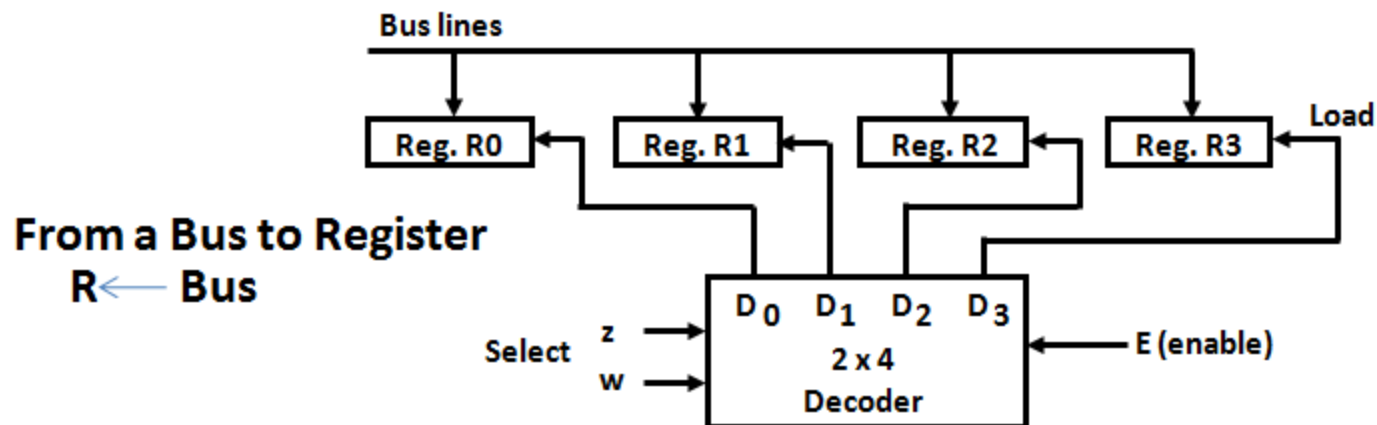 Bus lines
Load
Reg. R0 Reg. R1 Reg. R2 Reg. R3
From a Bus to Register
R ← Bus
D0 D1 D2 D3
Select z
w
2 x 4
Decoder
E (enable)